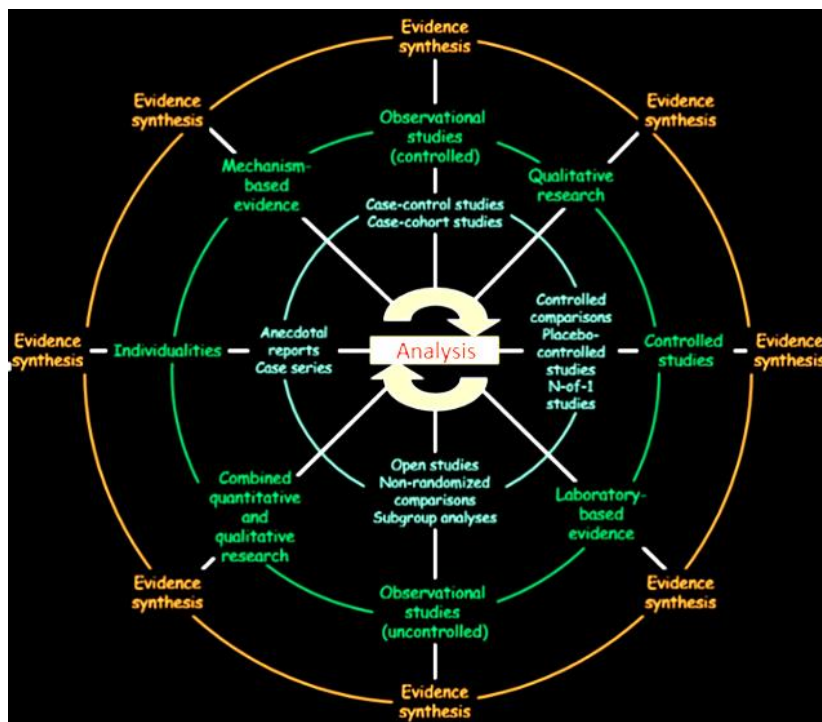 Evidence
synthesis
Evidence
synthesis
Evidence
synthesis
Observational
studies
(controlled)
Mechanism-
based
evidence
Qualitative
research
Case-control studies
Case-cohort studies
Evidence
synthesis
Individualities
Anecdotal
reports
Case series
Analysis
Controlled
comparisons
Placebo-
controlled
studies
N-of-1
studies
Controlled
studies
Evidence
synthesis
Combined
quantitative
and
qualitative
research
Open studies
Non-randomized
comparisons
Subgroup analyses
Laboratory-
based
evidence
Evidence
synthesis
Observational
studies
(uncontrolled)
Evidence
synthesis
Evidence
synthesis